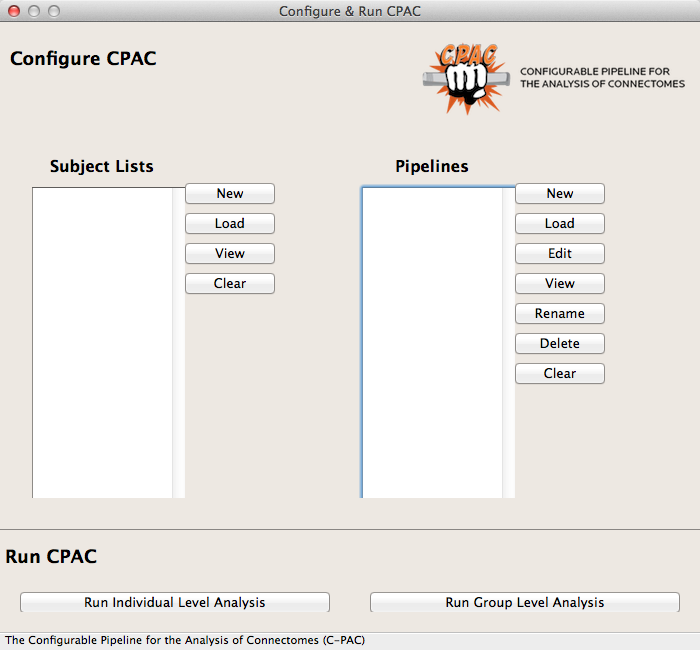 Configure & Run CPAC
Configure CPAC
CPAC
CONFIGURABLE PIPELINE FOR
THE ANALYSIS OF CONNECTOMES
Subject Lists
New
Load
View
Clear
Pipelines
New
Load
Edit
View
Rename
Delete
Clear
Run CPAC
Run Individual Level Analysis
Run Group Level Analysis
The Configurable Pipeline for the Analysis of Connectomes (C-PAC)